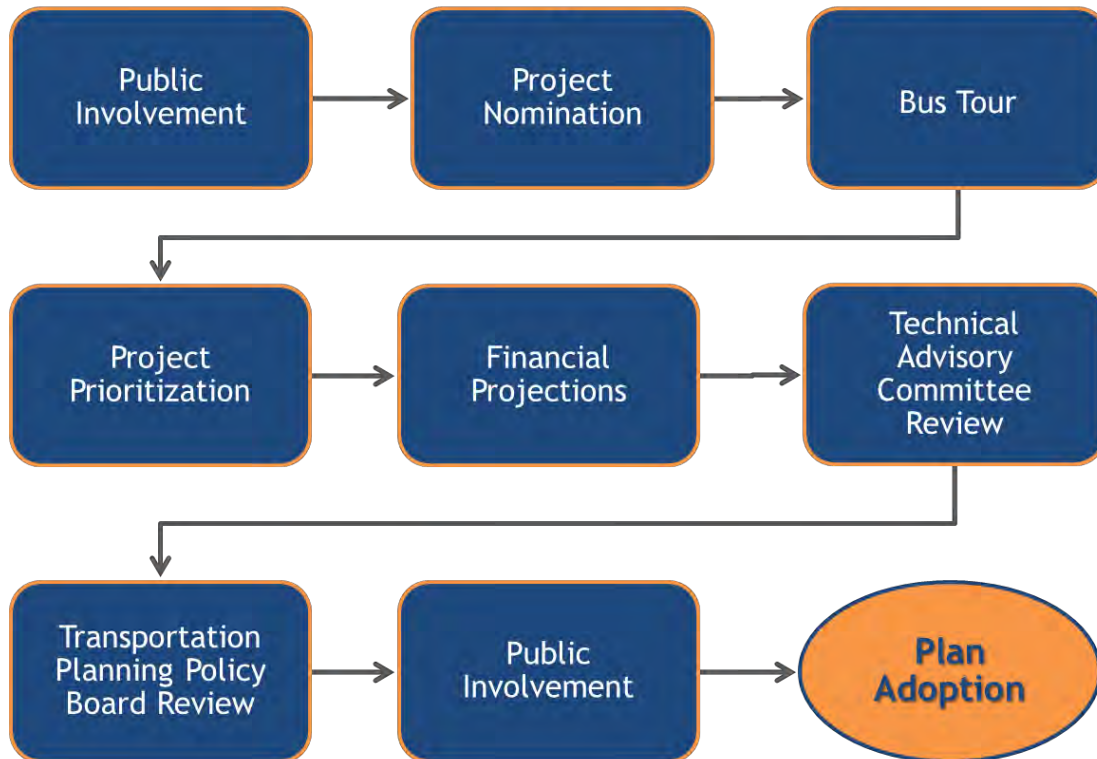 Public
Involvement
Project
Nomination
Bus Tour
Project
Prioritization
Financial
Projections
Technical
Advisory
Committee
Review
Transportation
Planning Policy
Board Review
Public
Involvement
Plan
Adoption